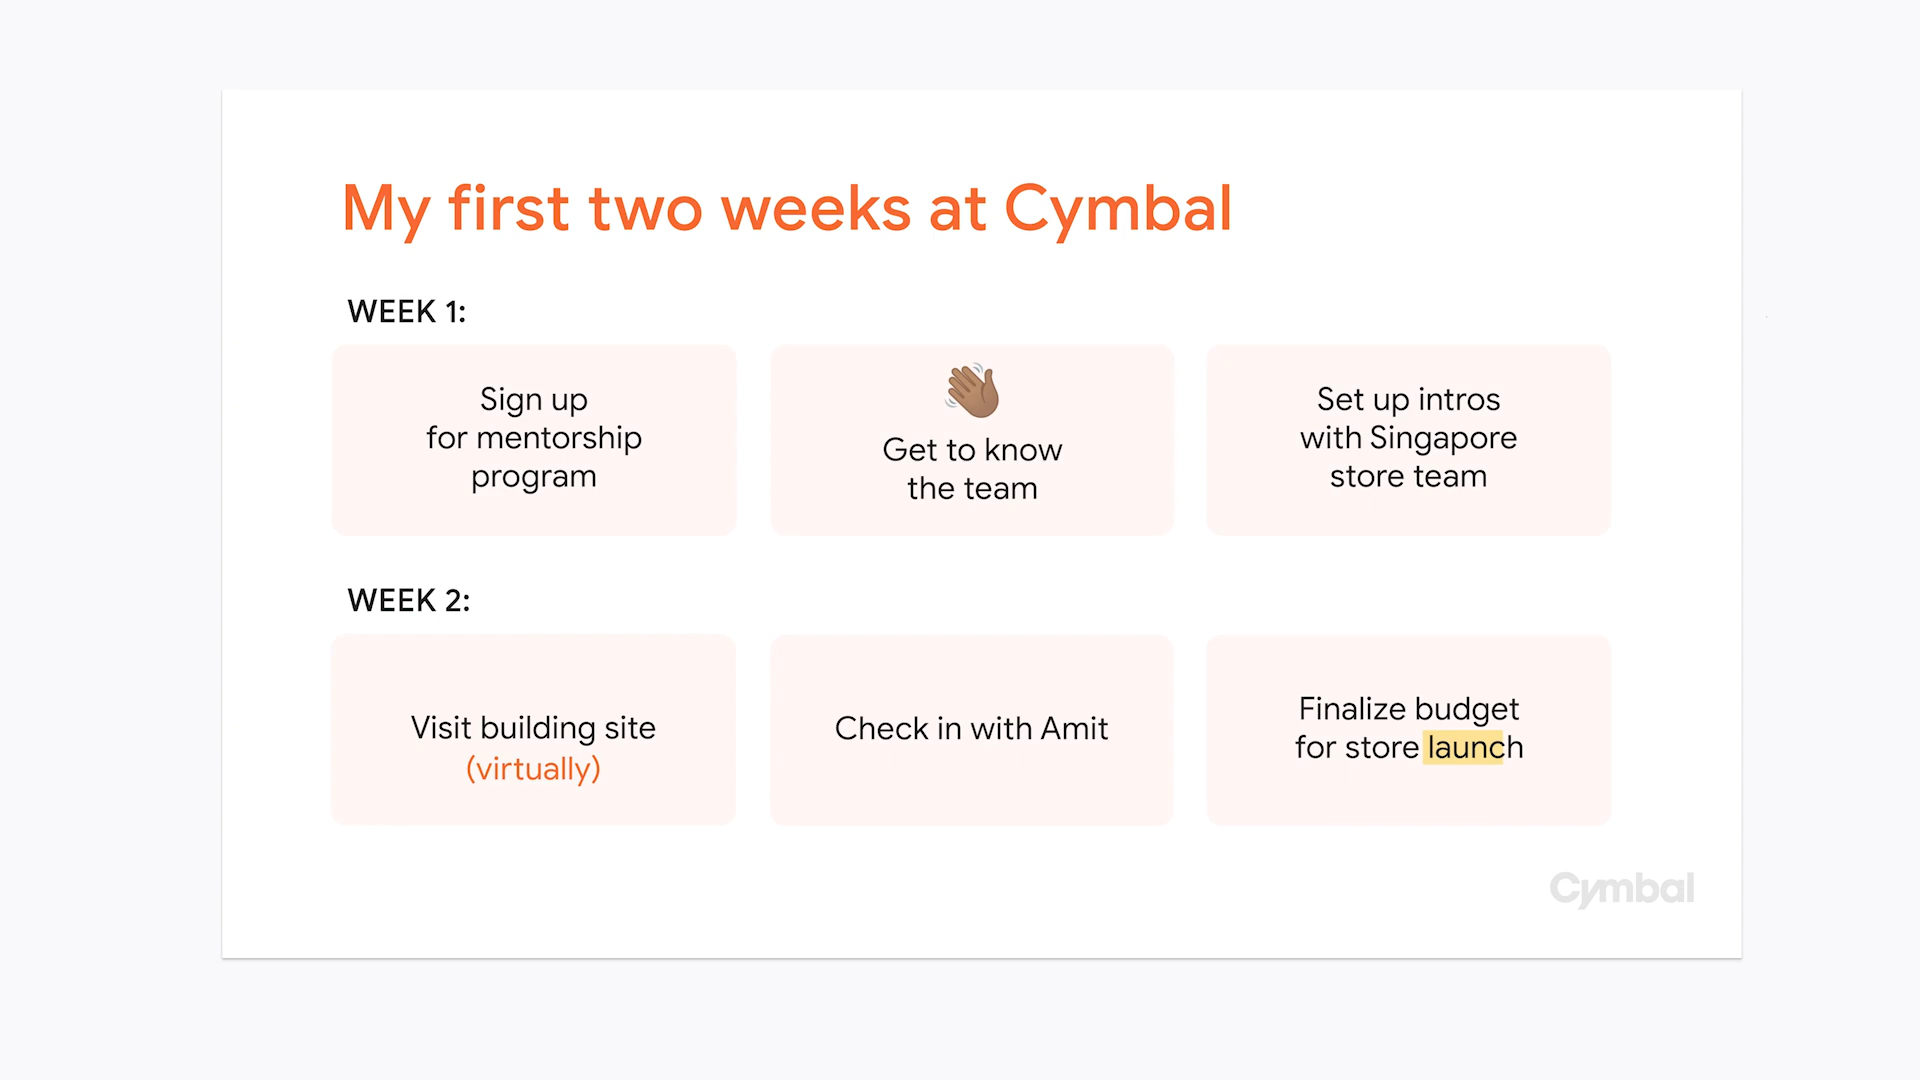 My first two weeks at Cymbal
WEEK 1:
Sign up
for mentorship
program
Get to know
the team
Set up intros
with Singapore
store team
WEEK 2:
Visit building site
(virtually)
Check in with Amit
Finalize budget
for store launch
Cymbal